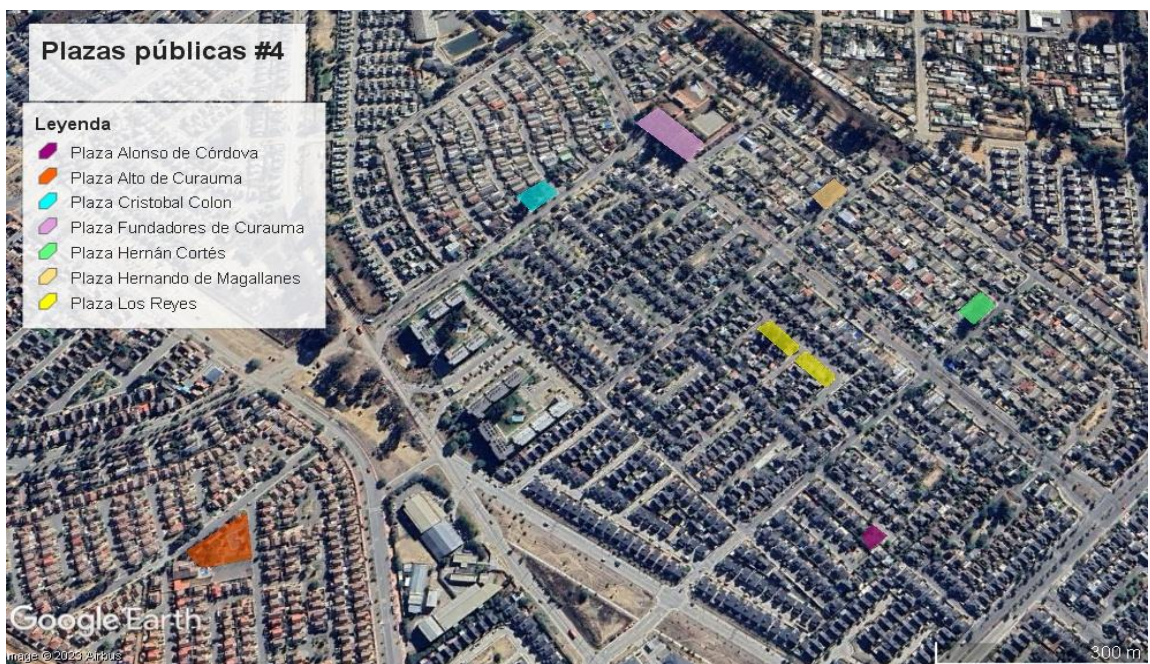 Plazas públicas #4
Leyenda
Plaza Alonso de Córdova
Plaza Alto de Curauma
Plaza Cristobal Colon
Plaza Fundadores de Curauma
Plaza Hernán Cortés
Plaza Hernando de Magallanes
Plaza Los Reyes
Google Earth
Image © 2023 Airbus
300 m